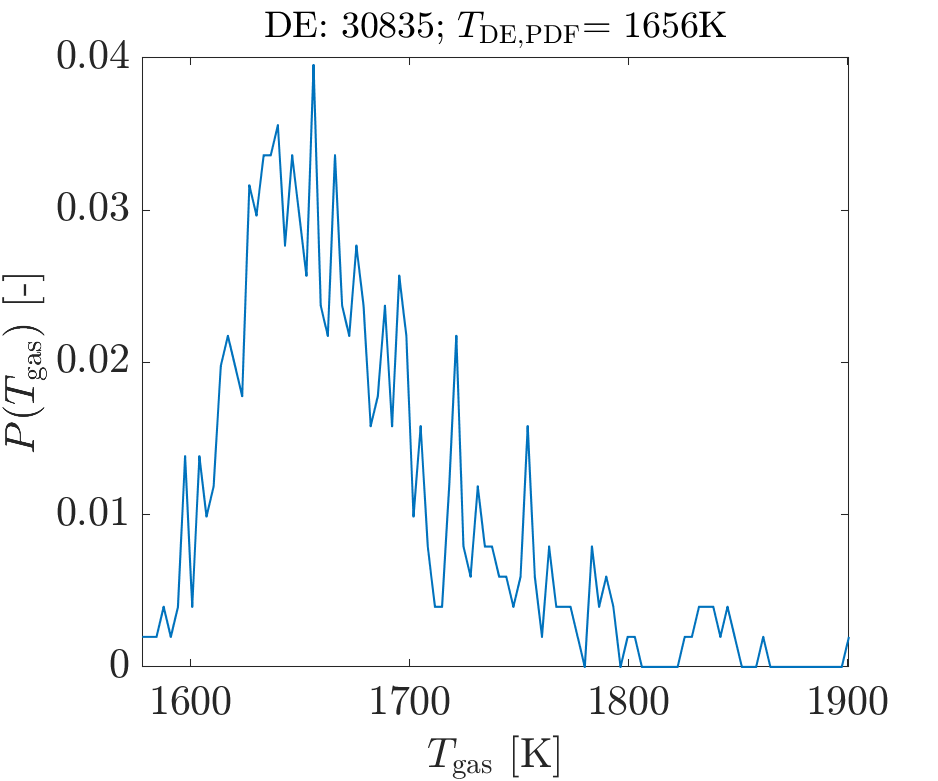 DE: 30835; T_DE,PDF= 1656K
0.04
0.03
0.02
0.01
0
P(T_gas) [-]
1600 1700 1800 1900
T_gas [K]